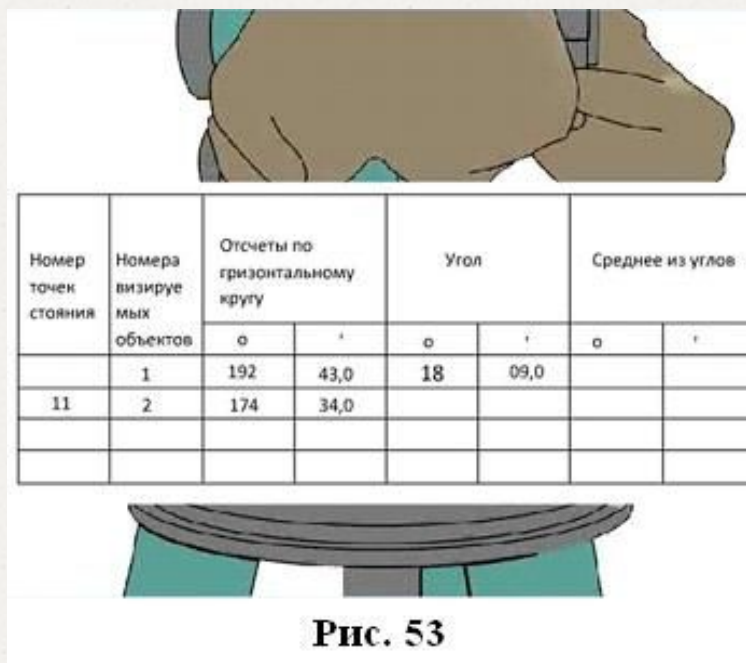 Номер точек стояния
Номера визируе мых объектов
Отсчеты по гризонтальному кругу
Угол
Среднее из углов
о ' о ' о '
1 192 43,0 18 09,0
11 2 174 34,0
Рис. 53